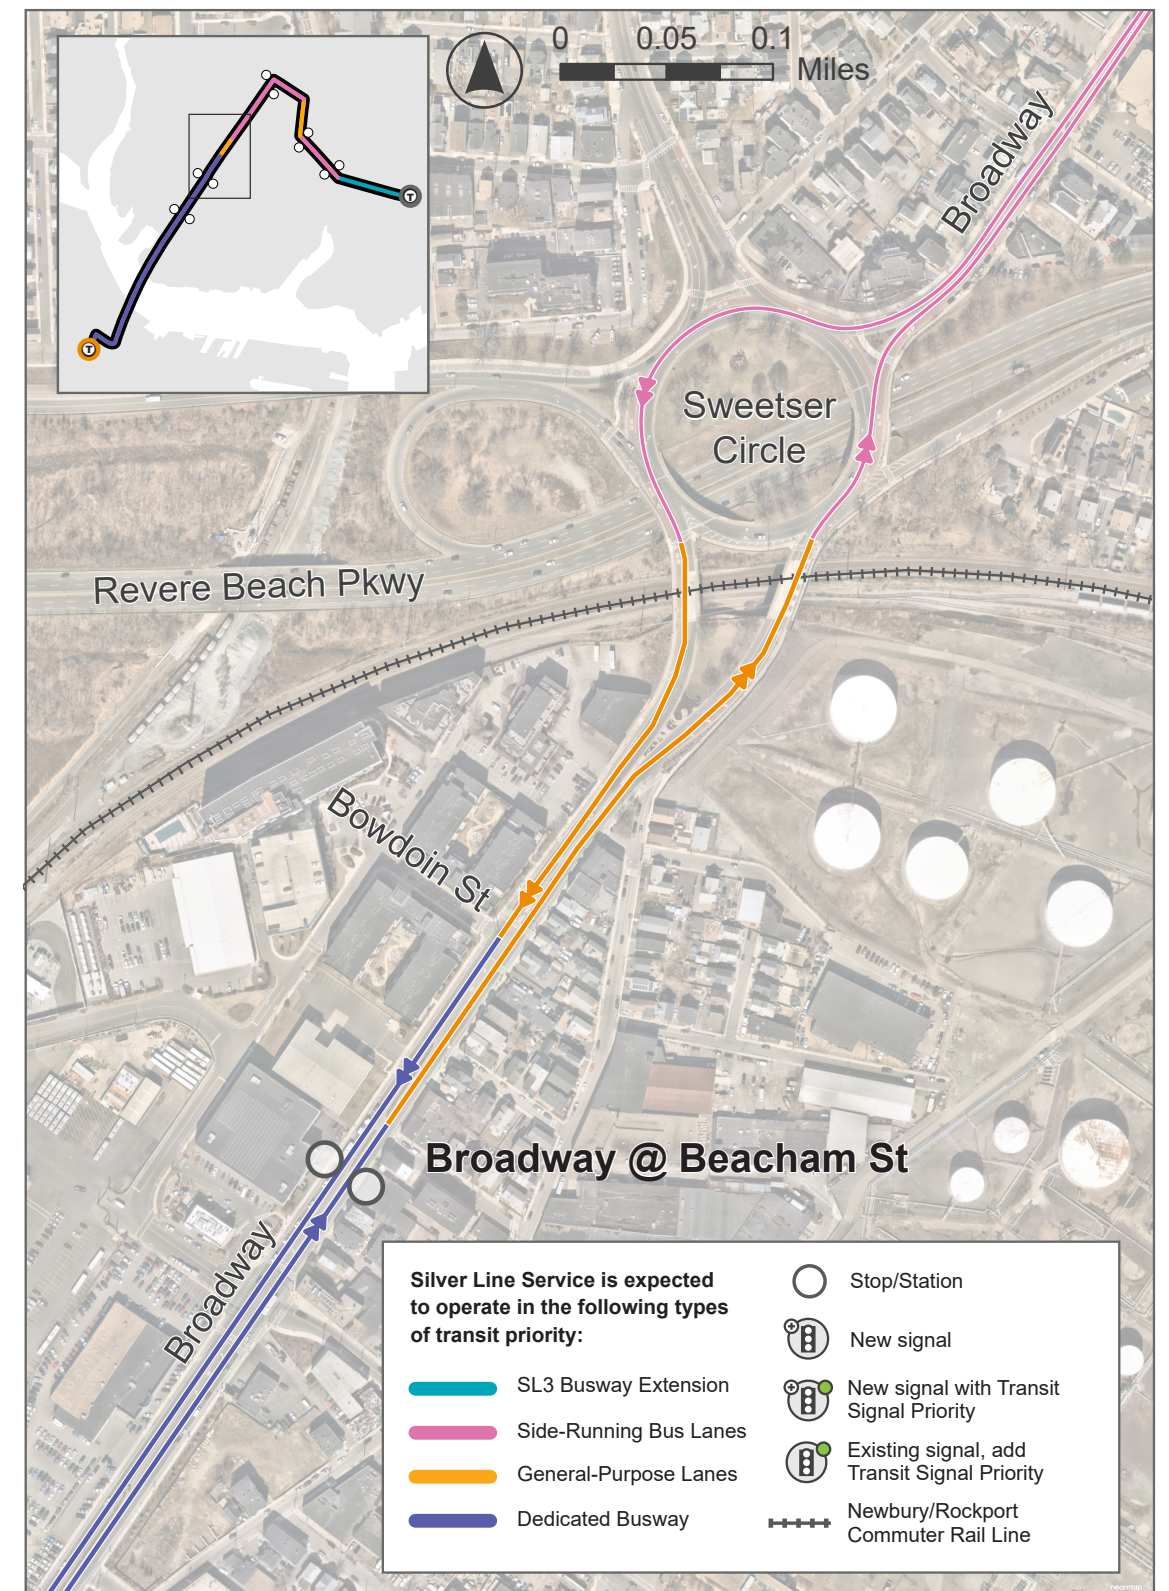 0 0.05 0.1
Miles
T
T
Broadway
Sweetser
Circle
Revere Beach Pkwy
Bowdoin St
Broadway @ Beacham St
Broadway
Silver Line Service is expected
to operate in the following types
of transit priority:
SL3 Busway Extension
Side-Running Bus Lanes
General-Purpose Lanes
Dedicated Busway
Stop/Station
New signal
New signal with Transit
Signal Priority
Existing signal, add
Transit Signal Priority
Newbury/Rockport
Commuter Rail Line
nearmap